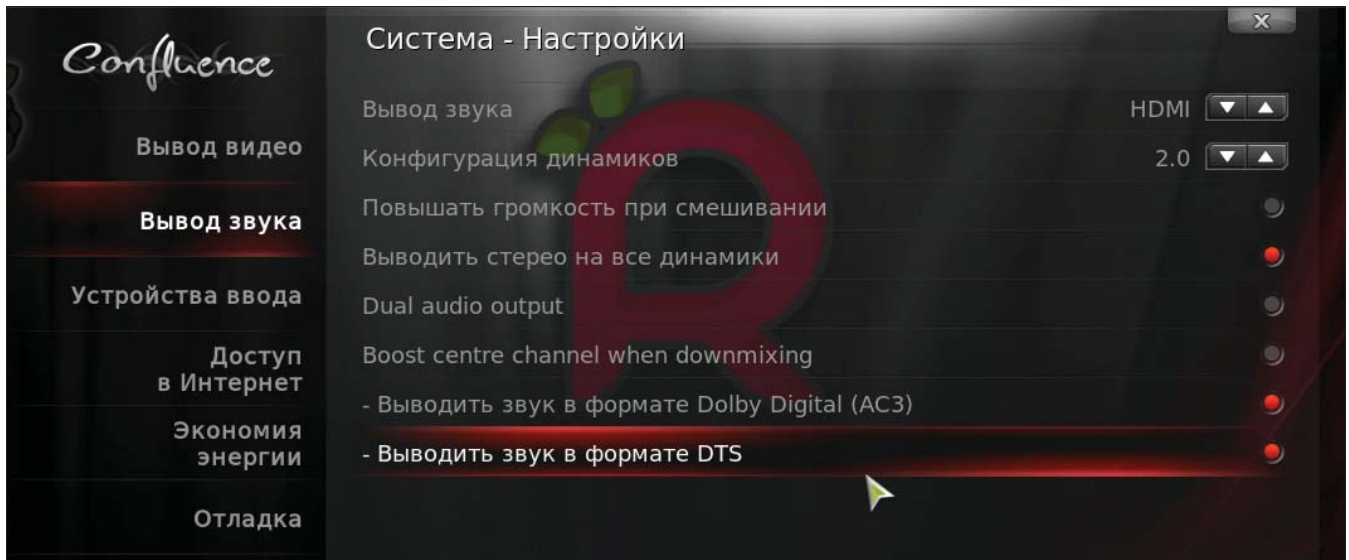 Confluence
Система - Настройки
X
Вывод видео
Вывод звука
Устройства ввода
Доступ
в Интернет
Экономия
энергии
Отладка
Вывод звука HDMI
Конфигурация динамиков 2.0
Повышать громкость при смешивании
Выводить стерео на все динамики
Dual audio output
Boost centre channel when downmixing
- Выводить звук в формате Dolby Digital (AC3)
- Выводить звук в формате DTS